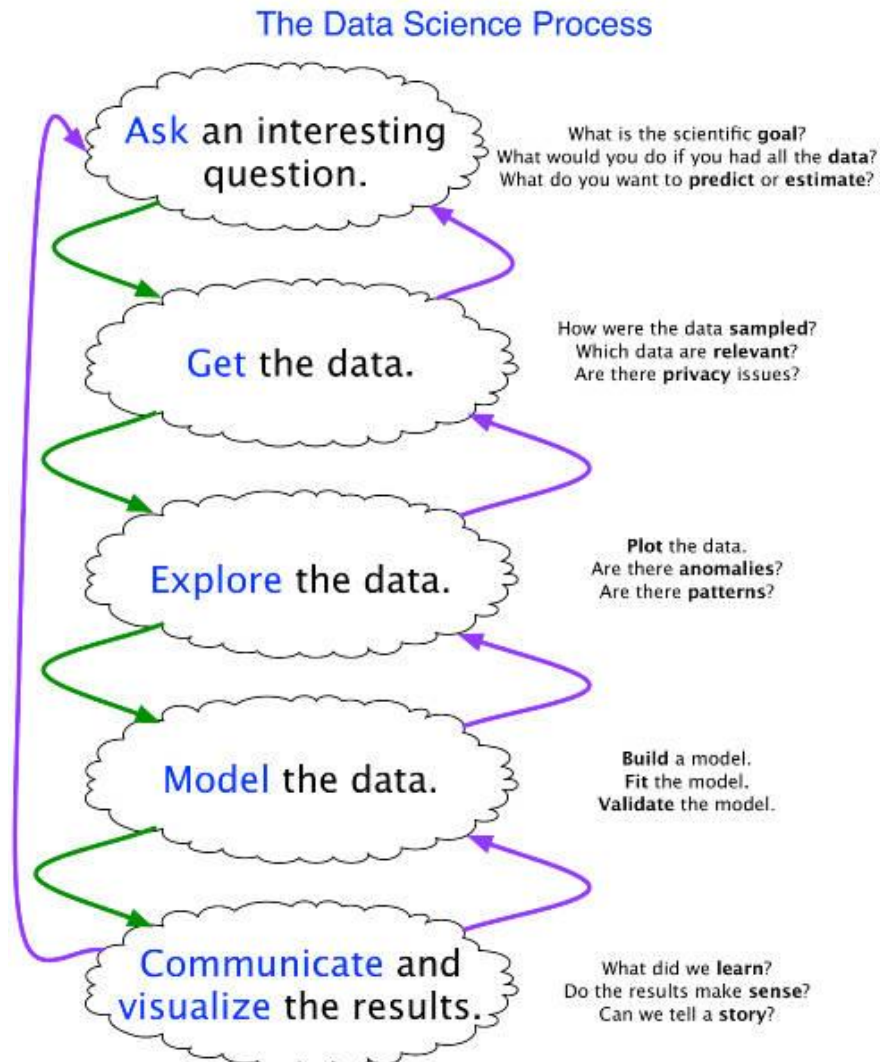 The Data Science Process
Ask an interesting
question.
What is the scientific goal?
What would you do if you had all the data?
What do you want to predict or estimate?
Get the data.
How were the data sampled?
Which data are relevant?
Are there privacy issues?
Explore the data.
Plot the data.
Are there anomalies?
Are there patterns?
Model the data.
Build a model.
Fit the model.
Validate the model.
Communicate and
visualize the results.
What did we learn?
Do the results make sense?
Can we tell a story?